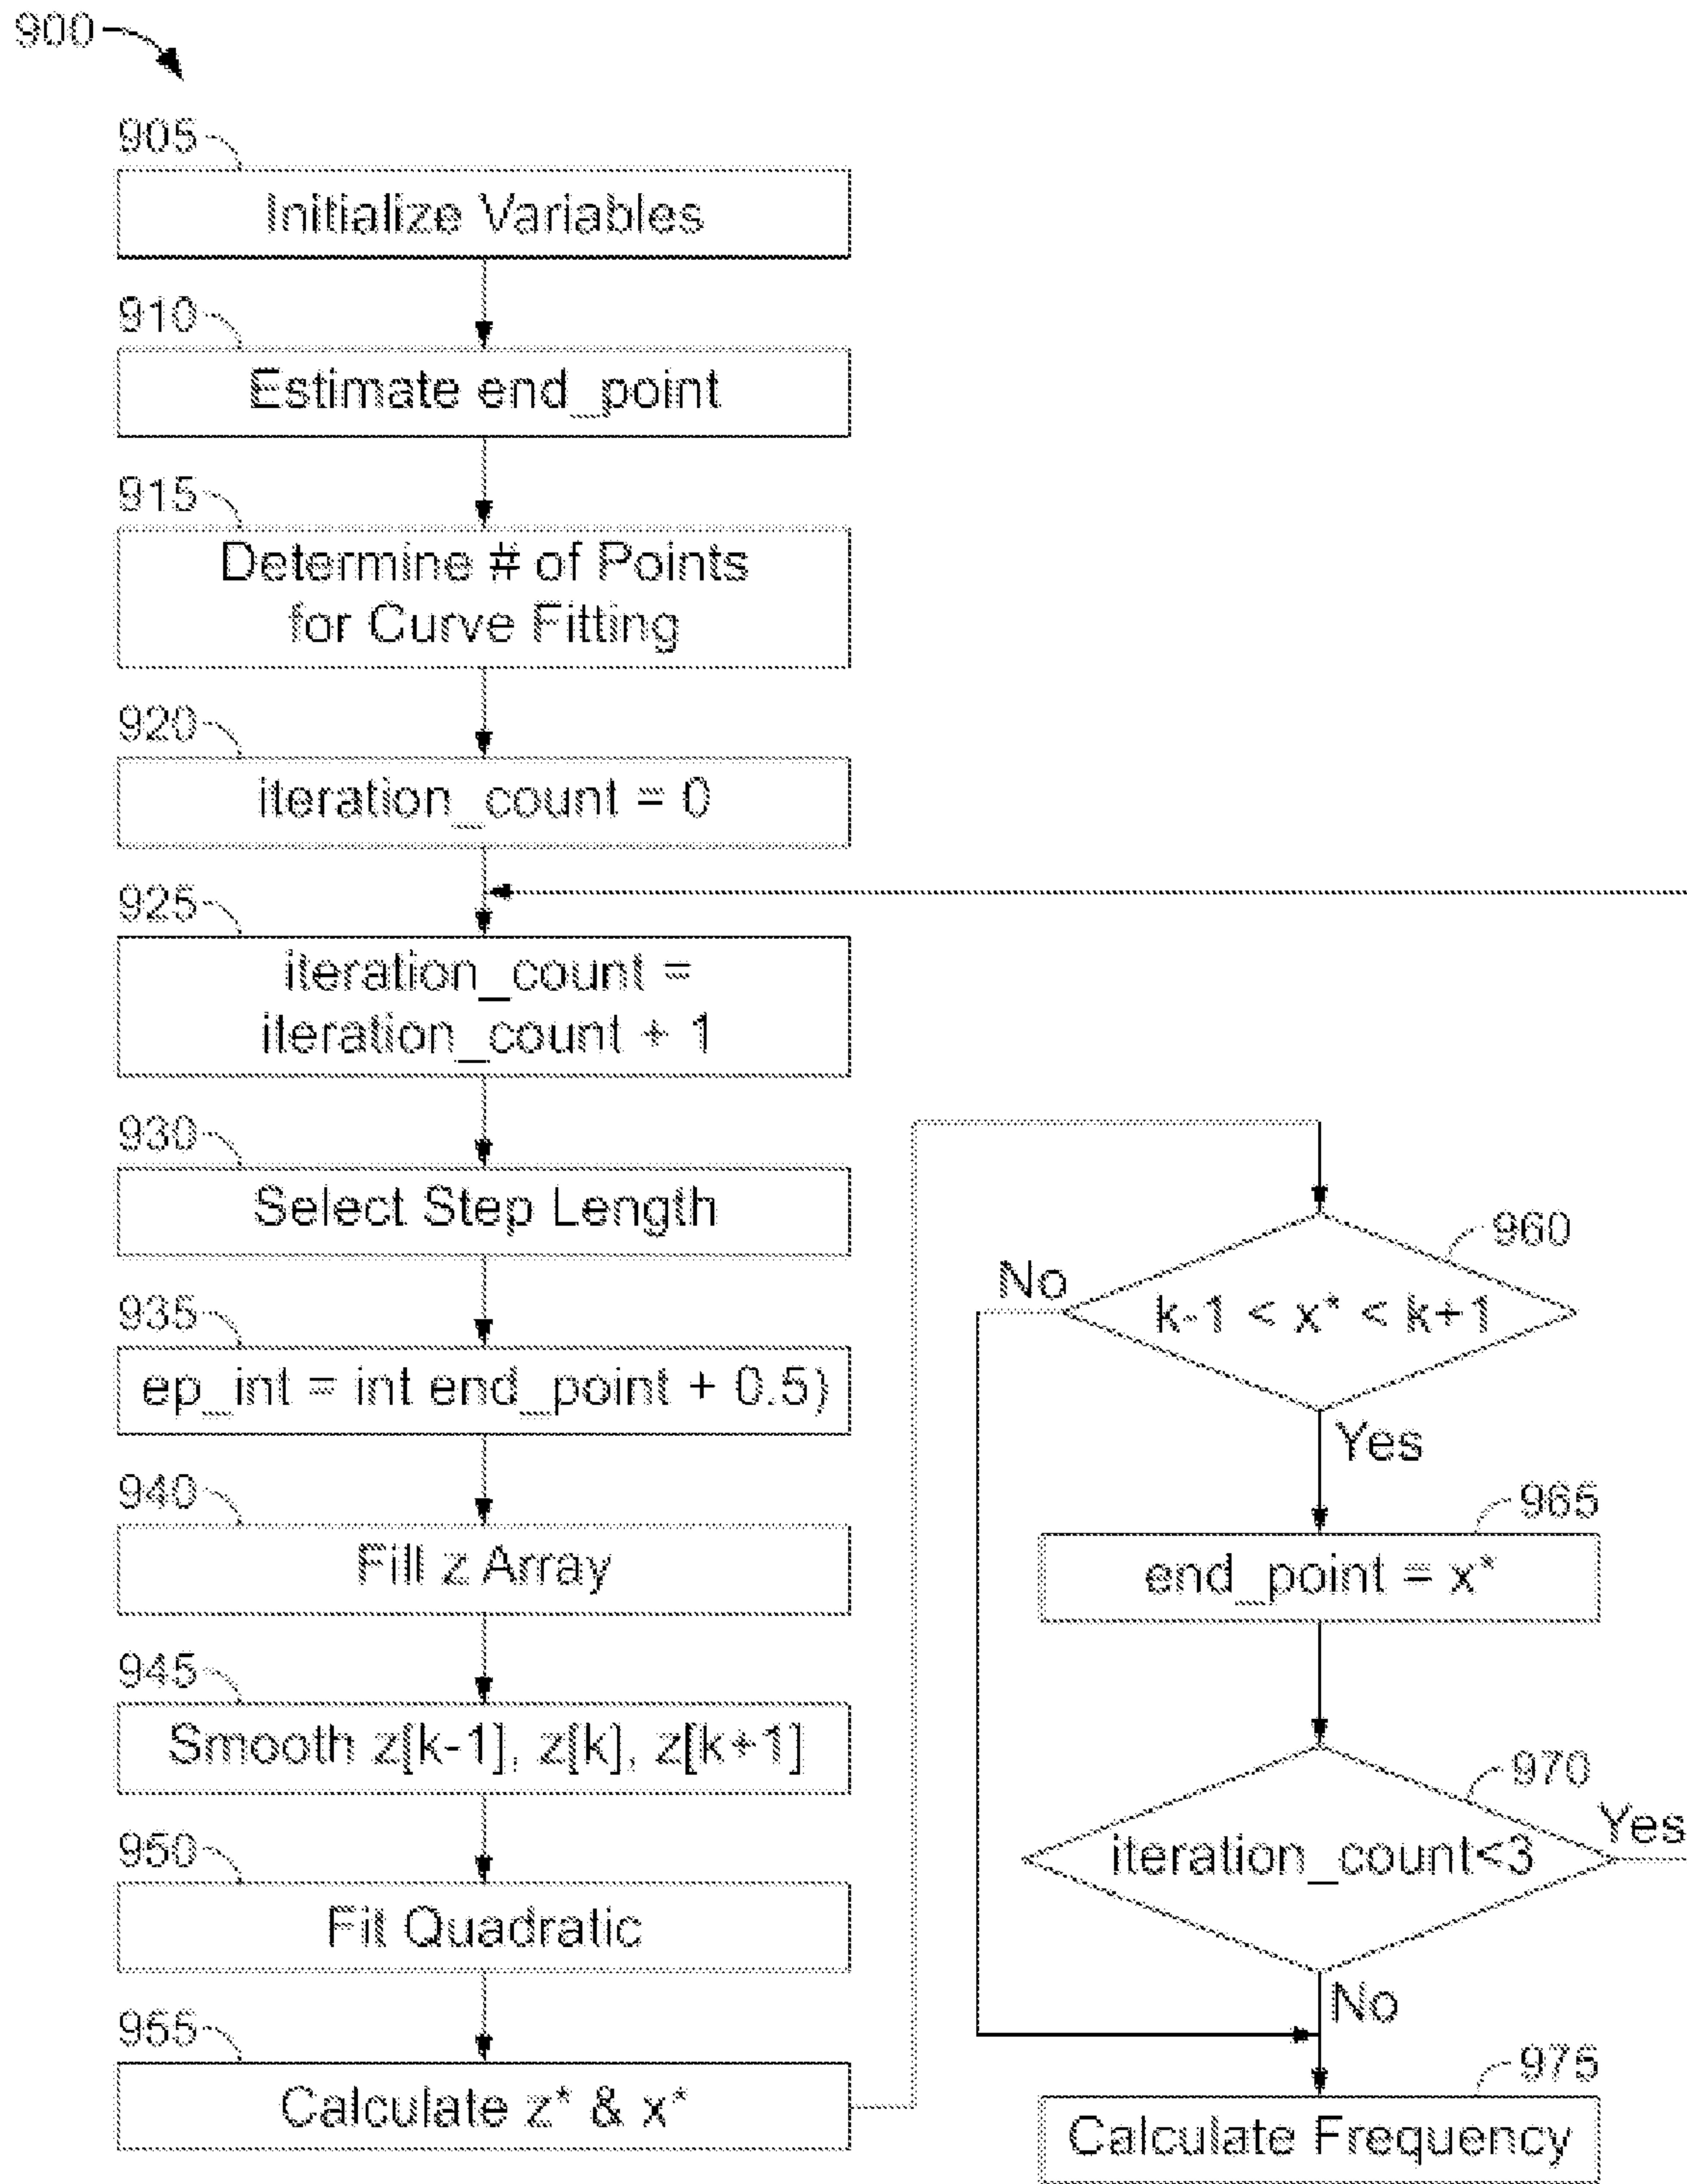 900
905
Initialize Variables
910
Estimate end_point
915
Determine # of Points
for Curve Fitting
920
iteration_count = 0
925
iteration_count =
iteration_count + 1
930
Select Step Length
935
ep_int = int end_point + 0.5)
940
Fill z Array
945
Smooth z[k-1], z[k], z[k+1]
950
Fit Quadratic
955
Calculate z* & x*
960
No
k-1 < x* < k+1
Yes
965
end_point = x*
970
Yes
iteration_count<3
No
975
Calculate Frequency